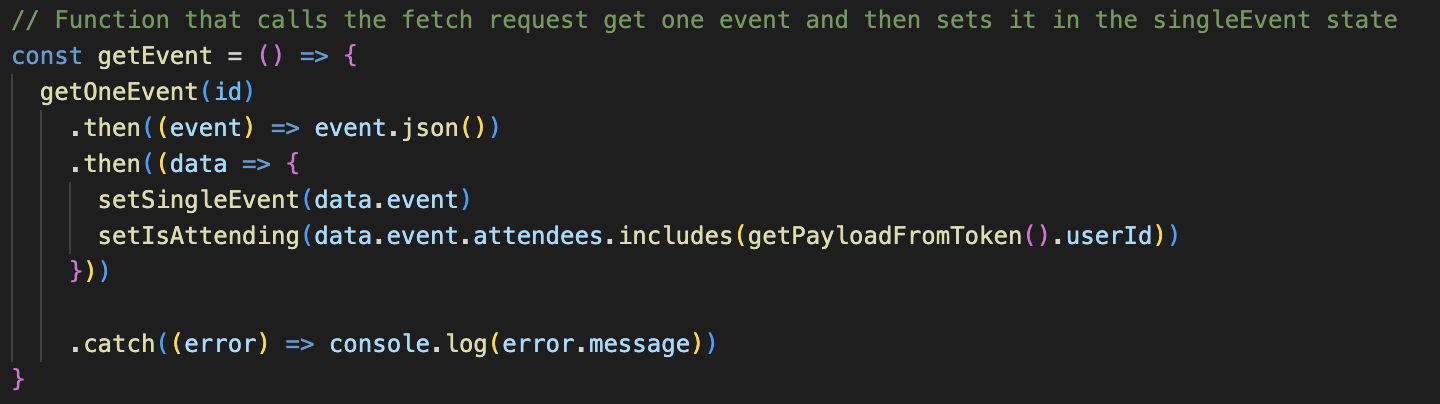 // Function that calls the fetch request get one event and then sets it in the singleEvent state
const getEvent = () => {
getOneEvent(id)
.then((event) => event.json())
.then((data => {
setSingleEvent(data.event)
setIsAttending(data.event.attendees.includes(getPayloadFromToken().userId))
}))
.catch((error) => console.log(error.message))
}